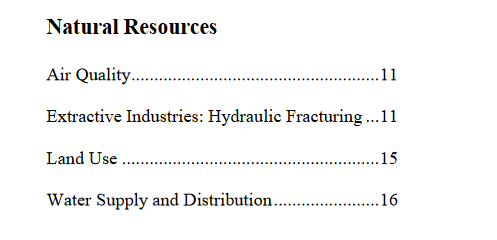 Natural Resources
Air Quality.......................................................11
Extractive Industries: Hydraulic Fracturing ...11
Land Use .........................................................15
Water Supply and Distribution.......................16